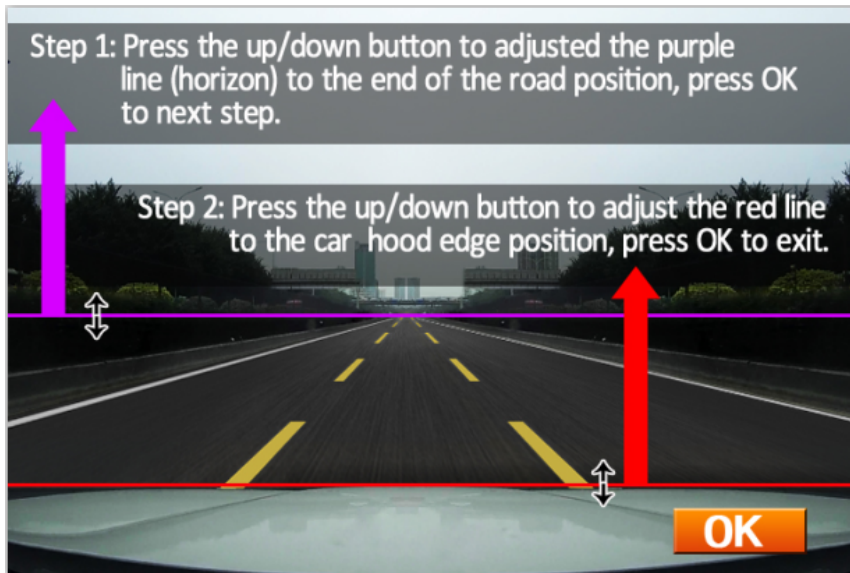 Step 1: Press the up/down button to adjusted the purple
line (horizon) to the end of the road position, press OK
to next step.
Step 2: Press the up/down button to adjust the red line
to the car hood edge position, press OK to exit.
OK